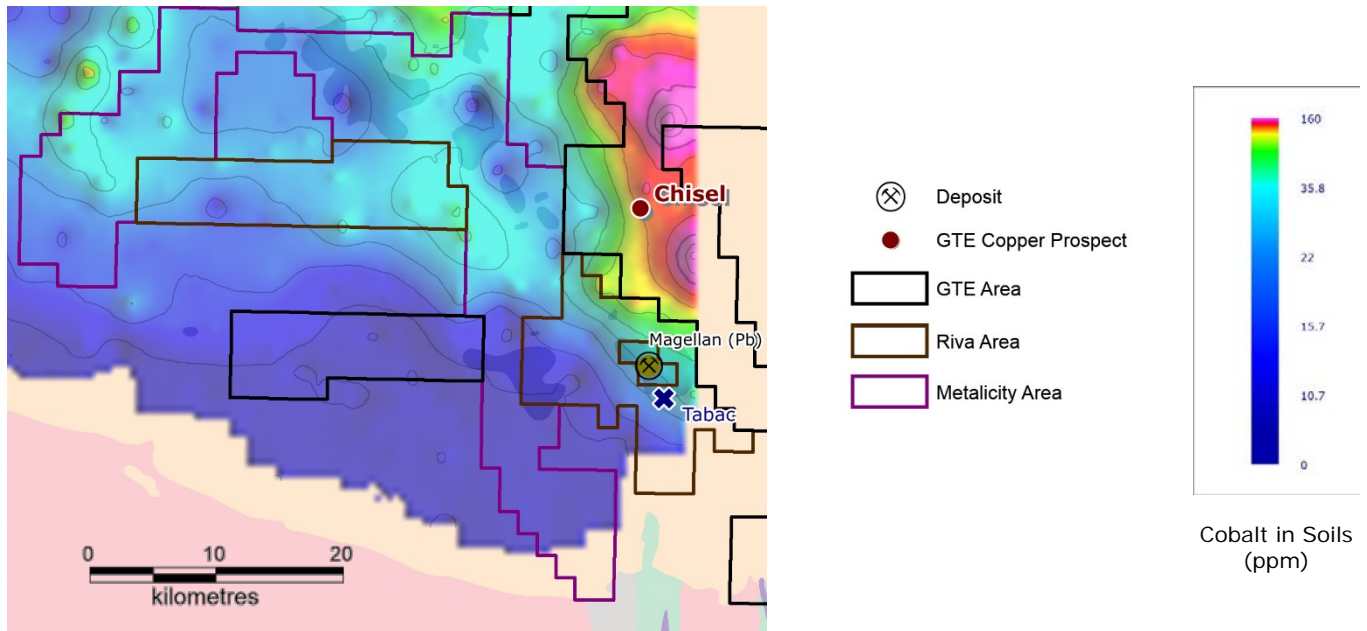 Chisel
Magellan (Pb)
Tabac
0 10 20
kilometres
Deposit
GTE Copper Prospect
GTE Area
Riva Area
Metalicity Area
160
35.8
22
15.7
10.7
0
Cobalt in Soils
(ppm)